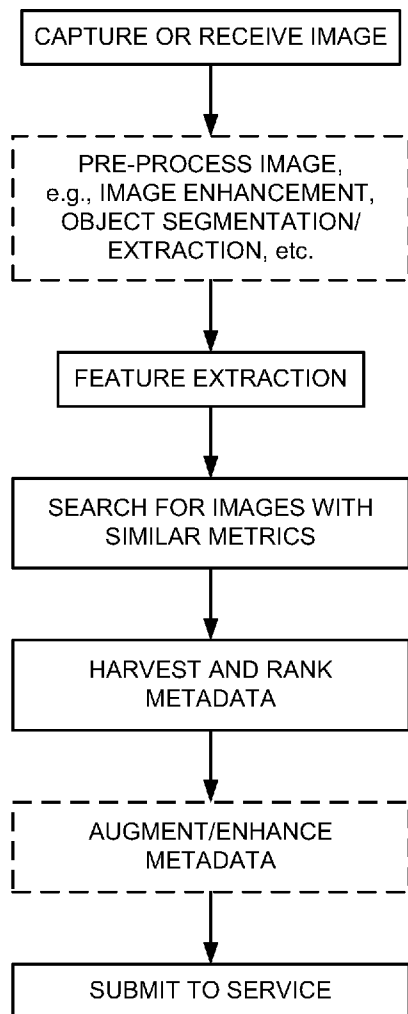 CAPTURE OR RECEIVE IMAGE
PRE-PROCESS IMAGE,
e.g., IMAGE ENHANCEMENT,
OBJECT SEGMENTATION/
EXTRACTION, etc.
FEATURE EXTRACTION
SEARCH FOR IMAGES WITH
SIMILAR METRICS
HARVEST AND RANK
METADATA
AUGMENT/ENHANCE
METADATA
SUBMIT TO SERVICE